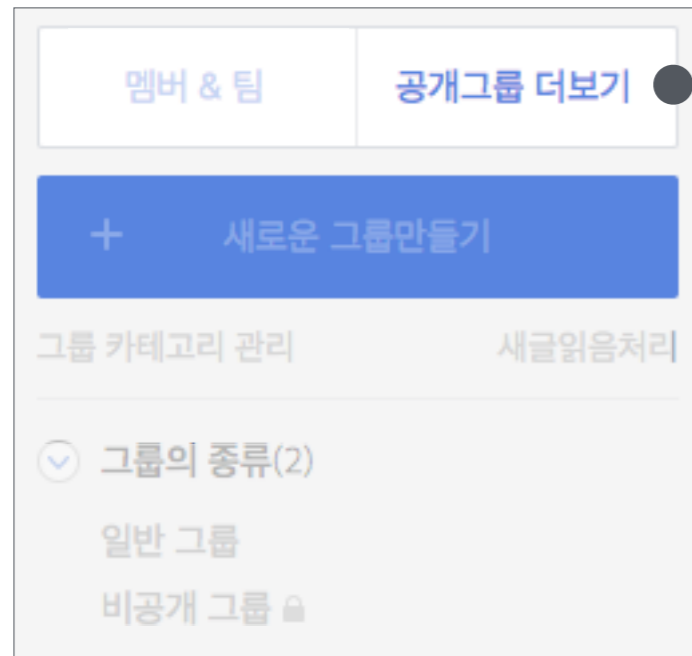 멤버 & 팀 공개그룹 더보기
+ 새로운 그룹만들기
그룹 카테고리 관리 새글읽음처리
그룹의 종류(2)
일반 그룹
비공개 그룹